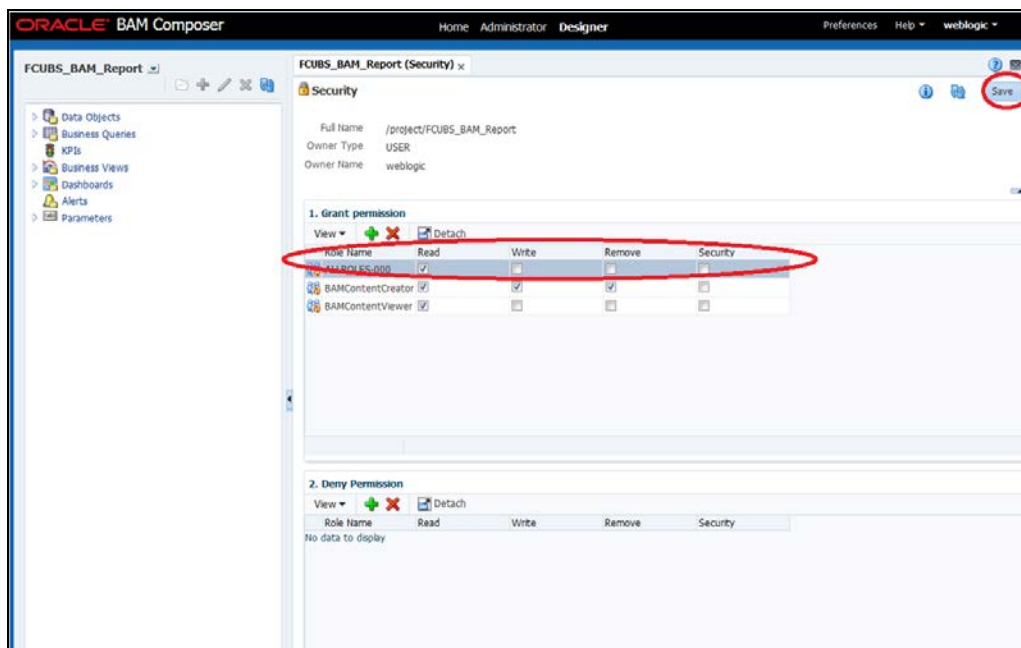 ORACLE BAM Composer Home Administrator Designer Preferences Help weblogic
FCUBS_BAM_Report
Data Objects
Business Queries
KPIs
Business Views
Dashboards
Alerts
Parameters
FCUBS_BAM_Report (Security)
Security Save
Full Name /project/FCUBS_BAM_Report
Owner Type USER
Owner Name weblogic
1. Grant permission
View Detach
Role Name Read Write Remove Security
ALLROLES-000
BAMContentCreator
BAMContentViewer
2. Deny Permission
View Detach
Role Name Read Write Remove Security
No data to display